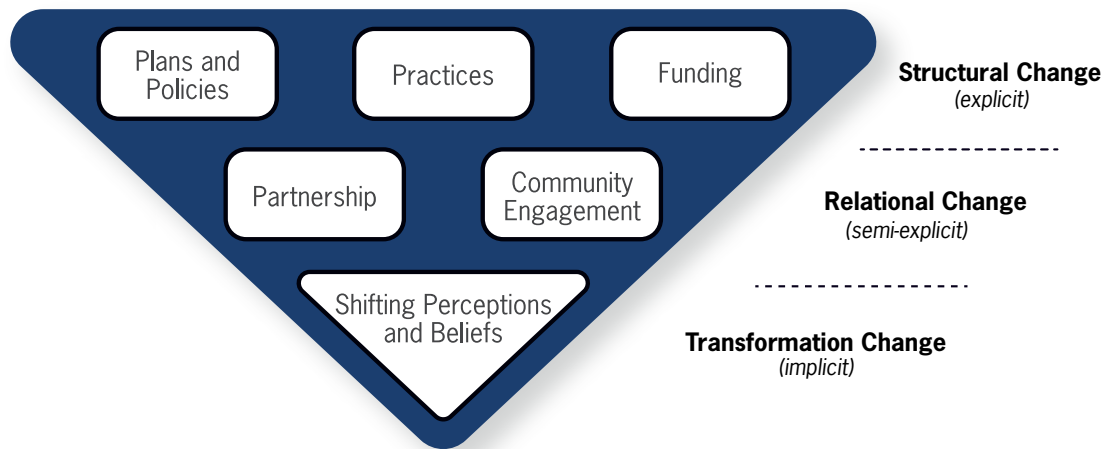 Plans and
Policies
Practices
Funding
Structural Change
(explicit)
Partnership
Community
Engagement
Relational Change
(semi-explicit)
Shifting Perceptions
and Beliefs
Transformation Change
(implicit)